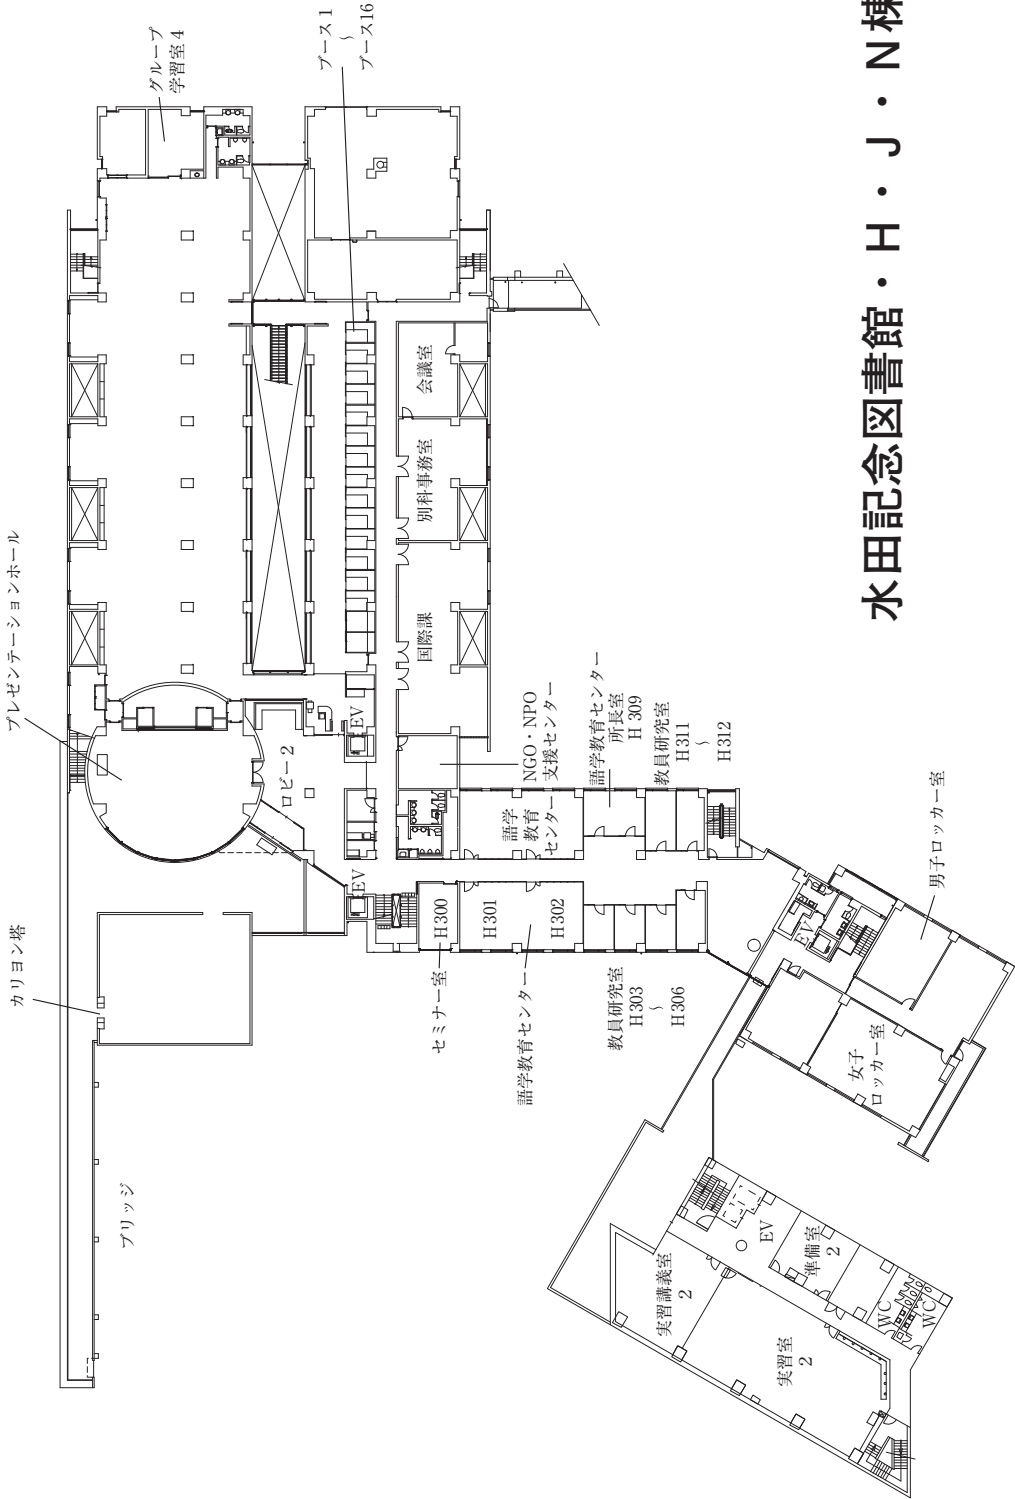 水田記念図書館・H・J・N棟
カリヨン塔
ブリッジ
プレゼンテーションホール
グループ
学習室4
ブース1
〜
ブース16
ロビー2
EV
EV
会議室
別科事務室
国際課
NGO・NPO
支援センター
語学教育センター
所長室
H 309
教員研究室
H311
〜
H312
語学
教育
センター
H300
H301
H302
セミナー室
語学教育センター
教員研究室
H303
〜
H306
男子ロッカー室
EV
女子
ロッカー室
実習講義室
2
EV
準備室
2
実習室
2
WC
WC